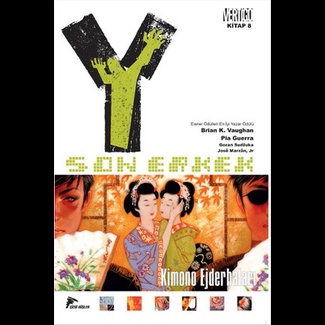 VERTIGO
KİTAP 8
Y
Eisner Ödülleri En İyi Yazar Ödülü
Brian K. Vaughan
Pia Guerra
Goran Sudžuka
José Marzán, Jr
SON ERKEK
Kimono Ejderhaları